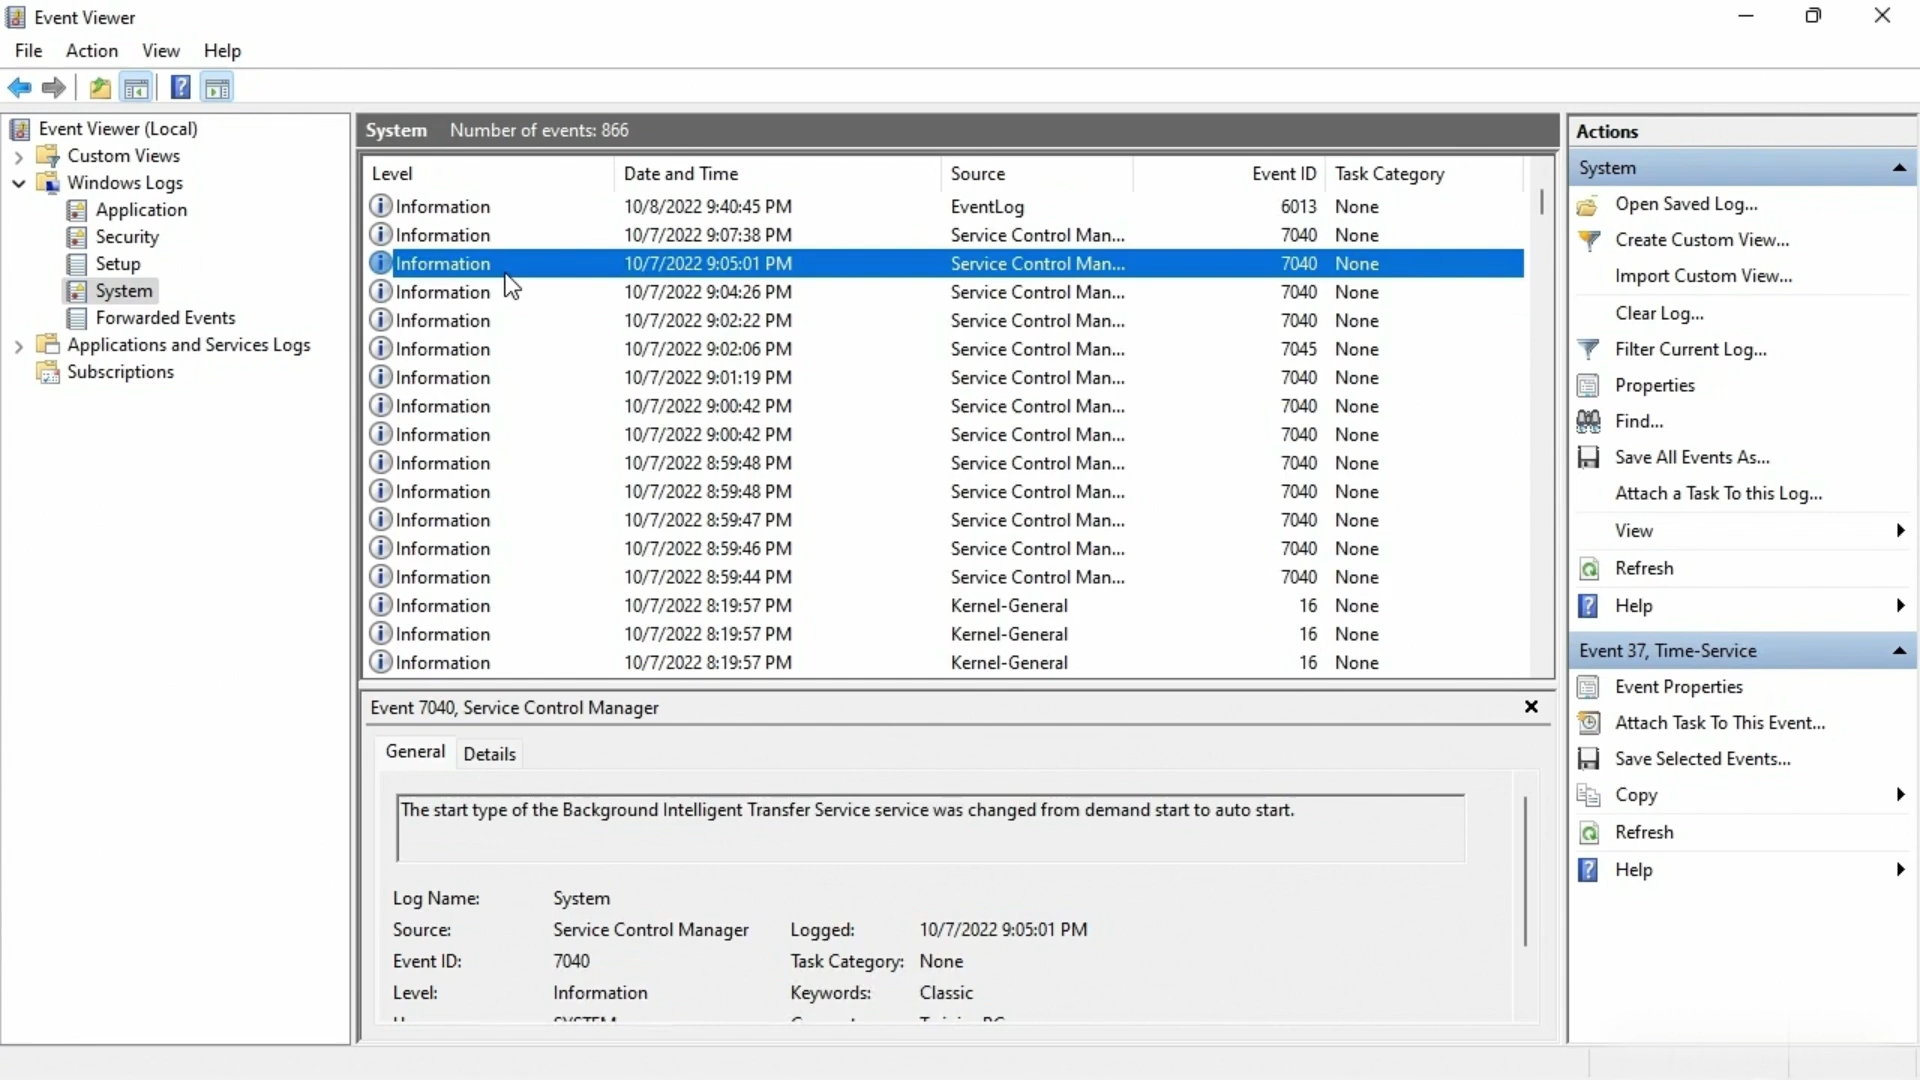 Event Viewer
File Action View Help
Event Viewer (Local)
Custom Views
Windows Logs
Application
Security
Setup
System
Forwarded Events
Applications and Services Logs
Subscriptions
System Number of events: 866
Level Date and Time Source Event ID Task Category
Information 10/8/2022 9:40:45 PM EventLog 6013 None
Information 10/7/2022 9:07:38 PM Service Control Man... 7040 None
Information 10/7/2022 9:05:01 PM Service Control Man... 7040 None
Information 10/7/2022 9:04:26 PM Service Control Man... 7040 None
Information 10/7/2022 9:02:22 PM Service Control Man... 7040 None
Information 10/7/2022 9:02:06 PM Service Control Man... 7045 None
Information 10/7/2022 9:01:19 PM Service Control Man... 7040 None
Information 10/7/2022 9:00:42 PM Service Control Man... 7040 None
Information 10/7/2022 9:00:42 PM Service Control Man... 7040 None
Information 10/7/2022 8:59:48 PM Service Control Man... 7040 None
Information 10/7/2022 8:59:48 PM Service Control Man... 7040 None
Information 10/7/2022 8:59:47 PM Service Control Man... 7040 None
Information 10/7/2022 8:59:46 PM Service Control Man... 7040 None
Information 10/7/2022 8:59:44 PM Service Control Man... 7040 None
Information 10/7/2022 8:19:57 PM Kernel-General 16 None
Information 10/7/2022 8:19:57 PM Kernel-General 16 None
Information 10/7/2022 8:19:57 PM Kernel-General 16 None
Event 7040, Service Control Manager
General Details
The start type of the Background Intelligent Transfer Service service was changed from demand start to auto start.
Log Name: System
Source: Service Control Manager Logged: 10/7/2022 9:05:01 PM
Event ID: 7040 Task Category: None
Level: Information Keywords: Classic
Actions
System
Open Saved Log...
Create Custom View...
Import Custom View...
Clear Log...
Filter Current Log...
Properties
Find...
Save All Events As...
Attach a Task To this Log...
View
Refresh
Help
Event 37, Time-Service
Event Properties
Attach Task To This Event...
Save Selected Events...
Copy
Refresh
Help